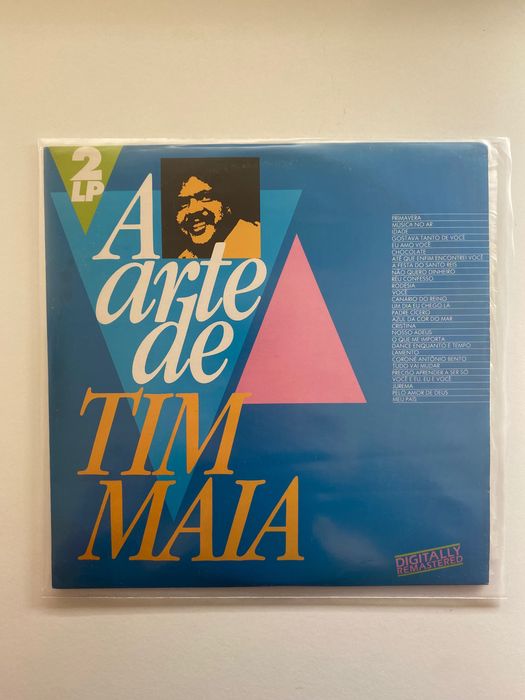 2
LP
A
arte
de
TIM
MAIA
PRIMAVERA
MÚSICA NO AR
IDADE
GOSTAVA TANTO DE VOCÊ
EU AMO VOCÊ
CHOCOLATE
ATÉ QUE ENFIM ENCONTREI VOCÊ
A FESTA DO SANTO REIS
NÃO QUERO DINHEIRO
RÉU CONFESSO
RODÉSIA
VOCÊ
CANÁRIO DO REINO
UM DIA EU CHEGO LÁ
PADRE CÍCERO
AZUL DA COR DO MAR
CRISTINA
NOSSO ADEUS
O QUE ME IMPORTA
DANCE ENQUANTO É TEMPO
LAMENTO
CORONÉ ANTÔNIO BENTO
TUDO VAI MUDAR
PRECISO APRENDER A SER SÓ
VOCÊ E EU, EU E VOCÊ
JUREMA
PELO AMOR DE DEUS
MEU PAÍS
DIGITALLY
REMASTERED